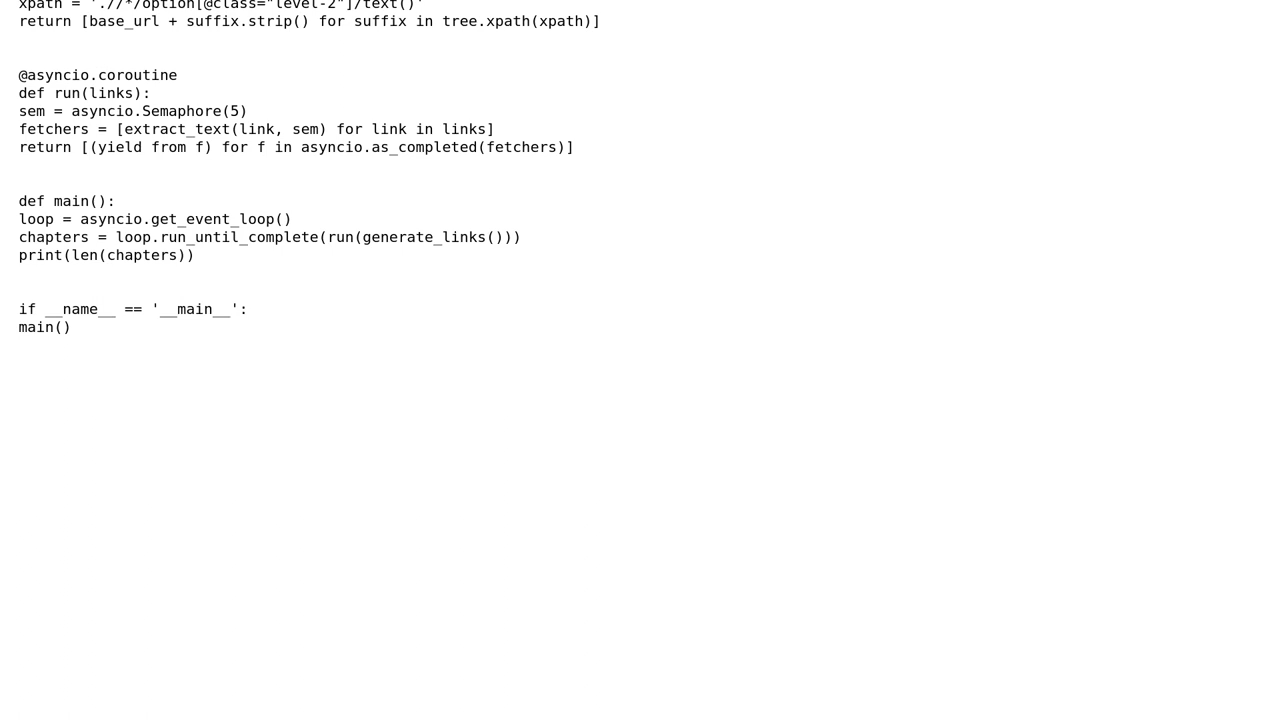 xpath = './/*/option[@class="level-2"]/text()'
return [base_url + suffix.strip() for suffix in tree.xpath(xpath)]
@asyncio.coroutine
def run(links):
sem = asyncio.Semaphore(5)
fetchers = [extract_text(link, sem) for link in links]
return [(yield from f) for f in asyncio.as_completed(fetchers)]
def main():
loop = asyncio.get_event_loop()
chapters = loop.run_until_complete(run(generate_links()))
print(len(chapters))
if __name__ == '__main__':
main()